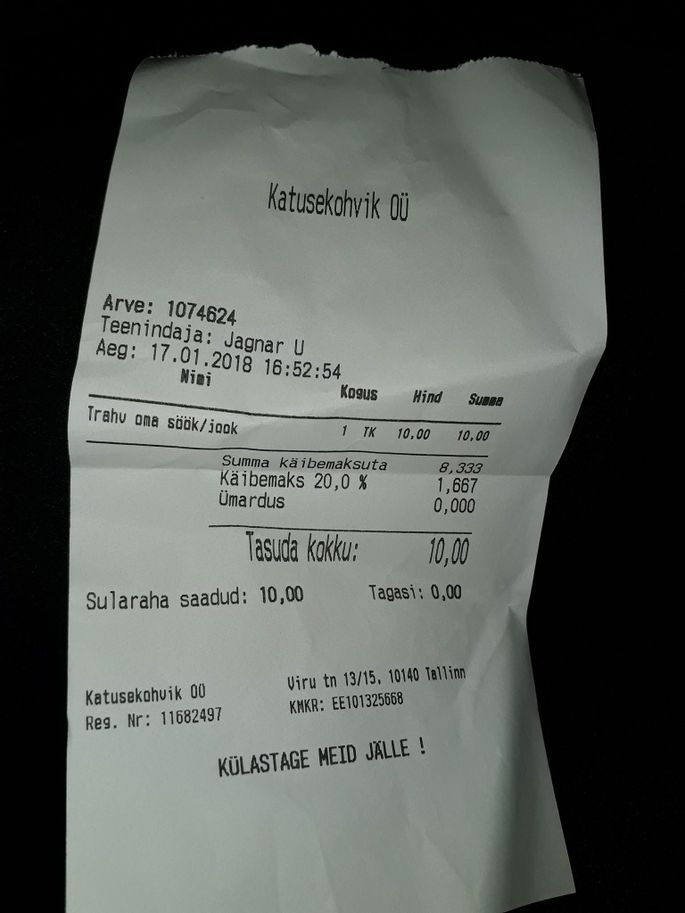 Katusekohvik OÜ
Arve: 1074624
Teenindaja: Jagnar U
Aeg: 17.01.2018 16:52:54
Nimi Kogus Hind Summa
Trahv oma söök/jook 1 TK 10.00 10.00
Summa käibemaksuta 8,333
Käibemaks 20,0 % 1,667
Ümardus 0,000
Tasuda kokku: 10,00
Sularaha saadud: 10,00 Tagasi: 0,00
Katusekohvik OÜ Viru tn 13/15, 10140 Tallinn
Reg. Nr: 11682497 KMKR: EE101325668
KÜLASTAGE MEID JÄLLE !